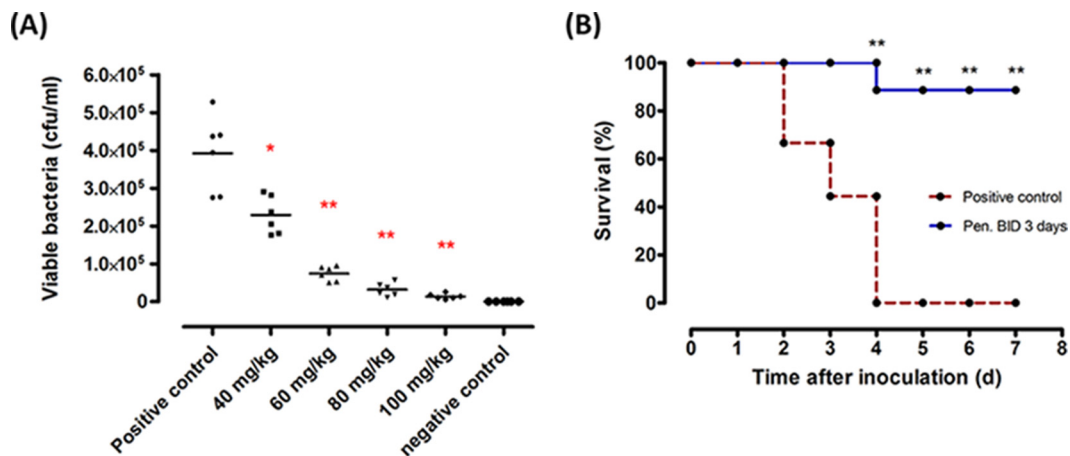 (A)
Viable bacteria (cfu/ml)
6.0×10⁵
5.0×10⁵
4.0×10⁵
3.0×10⁵
2.0×10⁵
1.0×10⁵
0
*
**
**
**
Positive control
40 mg/kg
60 mg/kg
80 mg/kg
100 mg/kg
negative control
(B)
Survival (%)
100
80
60
40
20
0
** ** ** **
Positive control
Pen. BID 3 days
0 1 2 3 4 5 6 7 8
Time after inoculation (d)